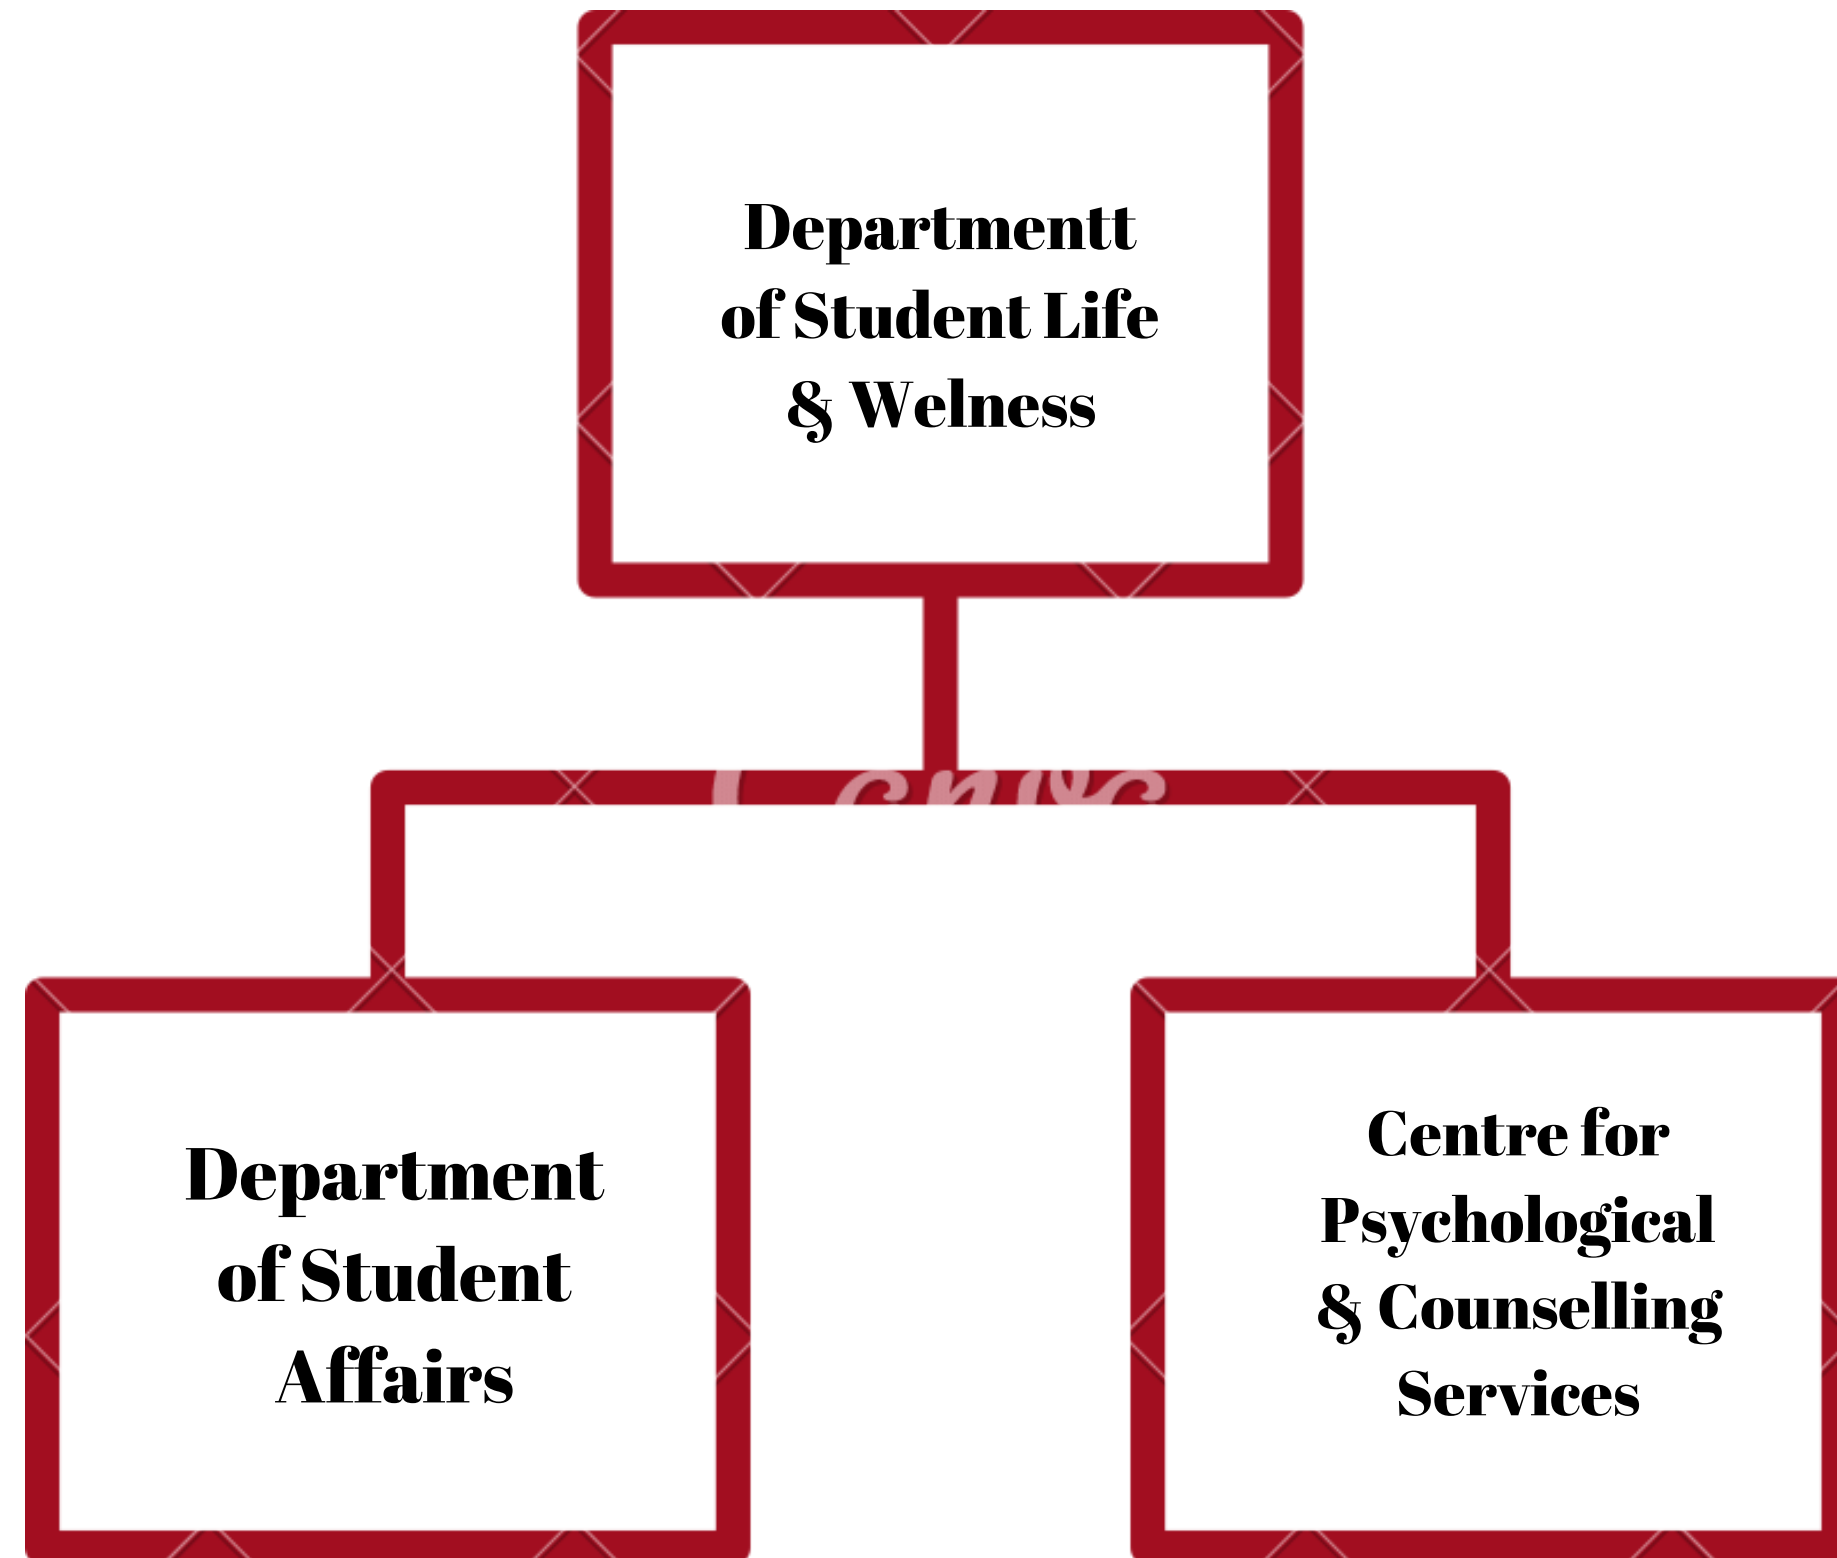 Departmentt
of Student Life
& Welness
Department
of Student
Affairs
Centre for
Psychological
& Counselling
Services